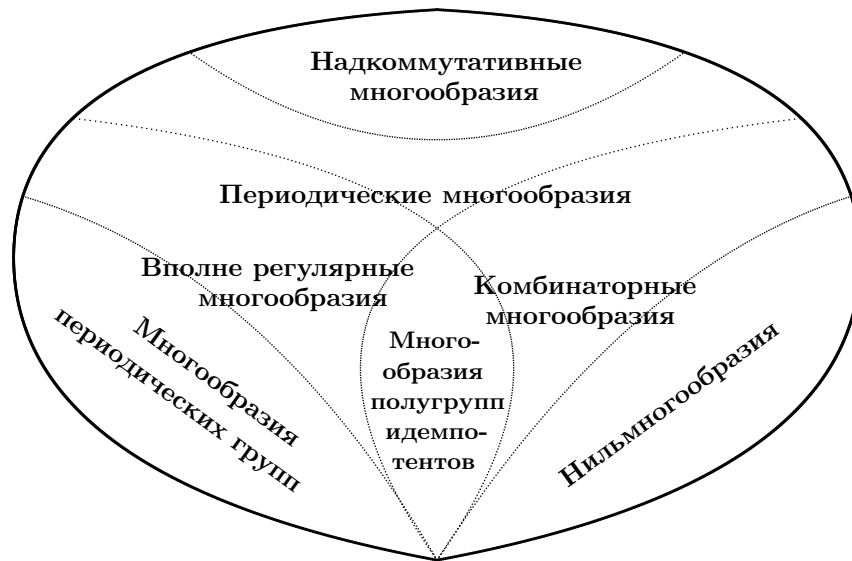 Надкоммутативные
многообразия
Периодические многообразия
Вполне регулярные
многообразия
Комбинаторные
многообразия
Много-
образия
полугрупп
идемпо-
тентов
Многообразия
периодических групп
Нильмногообразия